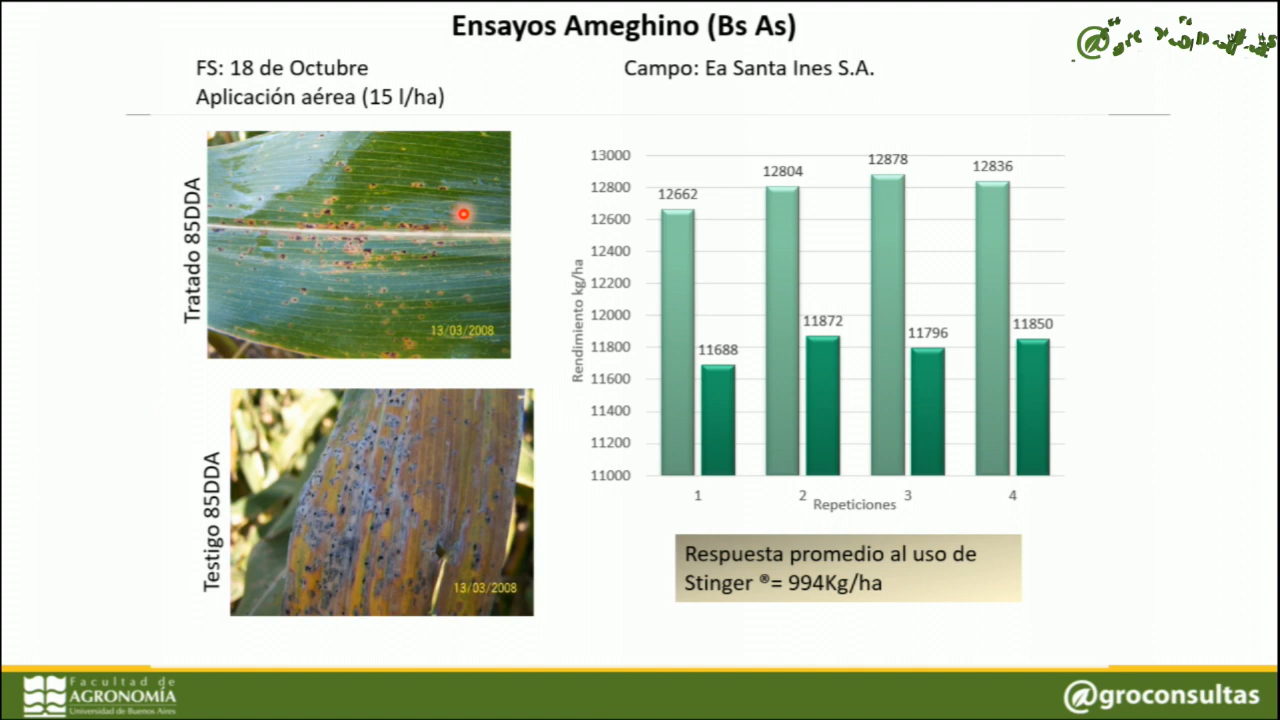 Ensayos Ameghino (Bs As)
FS: 18 de Octubre
Campo: Ea Santa Ines S.A.
Aplicación aérea (15 l/ha)
Tratado 85DDA
13/03/2008
Testigo 85DDA
13/03/2008
Rendimiento kg/ha
13000
12800
12600
12400
12200
12000
11800
11600
11400
11200
11000
12662
11688
12804
11872
12878
11796
12836
11850
1 2 3 4
Repeticiones
Respuesta promedio al uso de
Stinger ®= 994Kg/ha
Facultad de
AGRONOMÍA
Universidad de Buenos Aires
@groconsultas